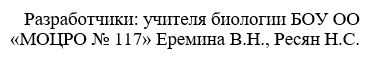 Разработчики: учителя биологии БОУ ОО
«МОЦРО № 117» Еремина В.Н., Ресян Н.С.